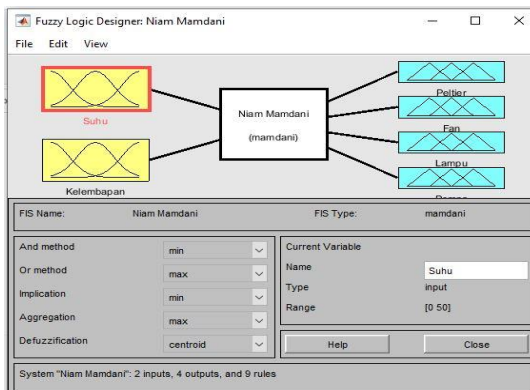 Fuzzy Logic Designer: Niam Mamdani
File Edit View
Suhu
Kelembapan
Niam Mamdani
(mamdani)
Peltier
Fan
Lampu
FIS Name: Niam Mamdani FIS Type: mamdani
And method min
Or method max
Implication min
Aggregation max
Defuzzification centroid
Current Variable
Name Suhu
Type input
Range [0 50]
Help Close
System "Niam Mamdani": 2 inputs, 4 outputs, and 9 rules